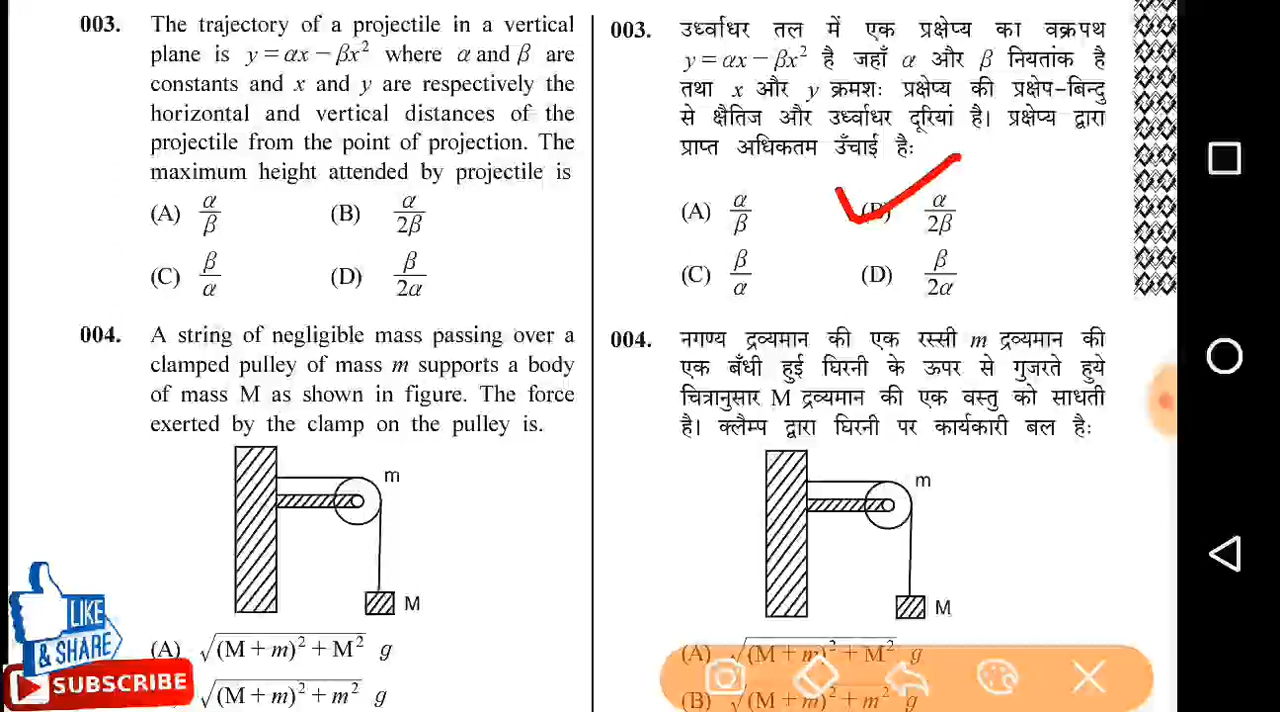 003. The trajectory of a projectile in a vertical
plane is y = αx − βx² where α and β are
constants and x and y are respectively the
horizontal and vertical distances of the
projectile from the point of projection. The
maximum height attended by projectile is
(A) α/β (B) α/2β
(C) β/α (D) β/2α
004. A string of negligible mass passing over a
clamped pulley of mass m supports a body
of mass M as shown in figure. The force
exerted by the clamp on the pulley is.
m
M
(A) √(M + m)² + M² g
√(M + m)² + m² g
003. उर्ध्वाधर तल में एक प्रक्षेप्य का वक्रपथ
y = αx − βx² है जहाँ α और β नियतांक है
तथा x और y क्रमशः प्रक्षेप्य की प्रक्षेप-बिन्दु
से क्षैतिज और उर्ध्वाधर दूरियां है। प्रक्षेप्य द्वारा
प्राप्त अधिकतम उँचाई हैः
(A) α/β (B) α/2β
(C) β/α (D) β/2α
004. नगण्य द्रव्यमान की एक रस्सी m द्रव्यमान की
एक बँधी हुई घिरनी के ऊपर से गुजरते हुये
चित्रानुसार M द्रव्यमान की एक वस्तु को साधती
है। क्लैम्प द्वारा घिरनी पर कार्यकारी बल हैः
m
M
(A) √(M + m)² + M² g
(B) √(M + m)² + m² g
LIKE
& SHARE
SUBSCRIBE